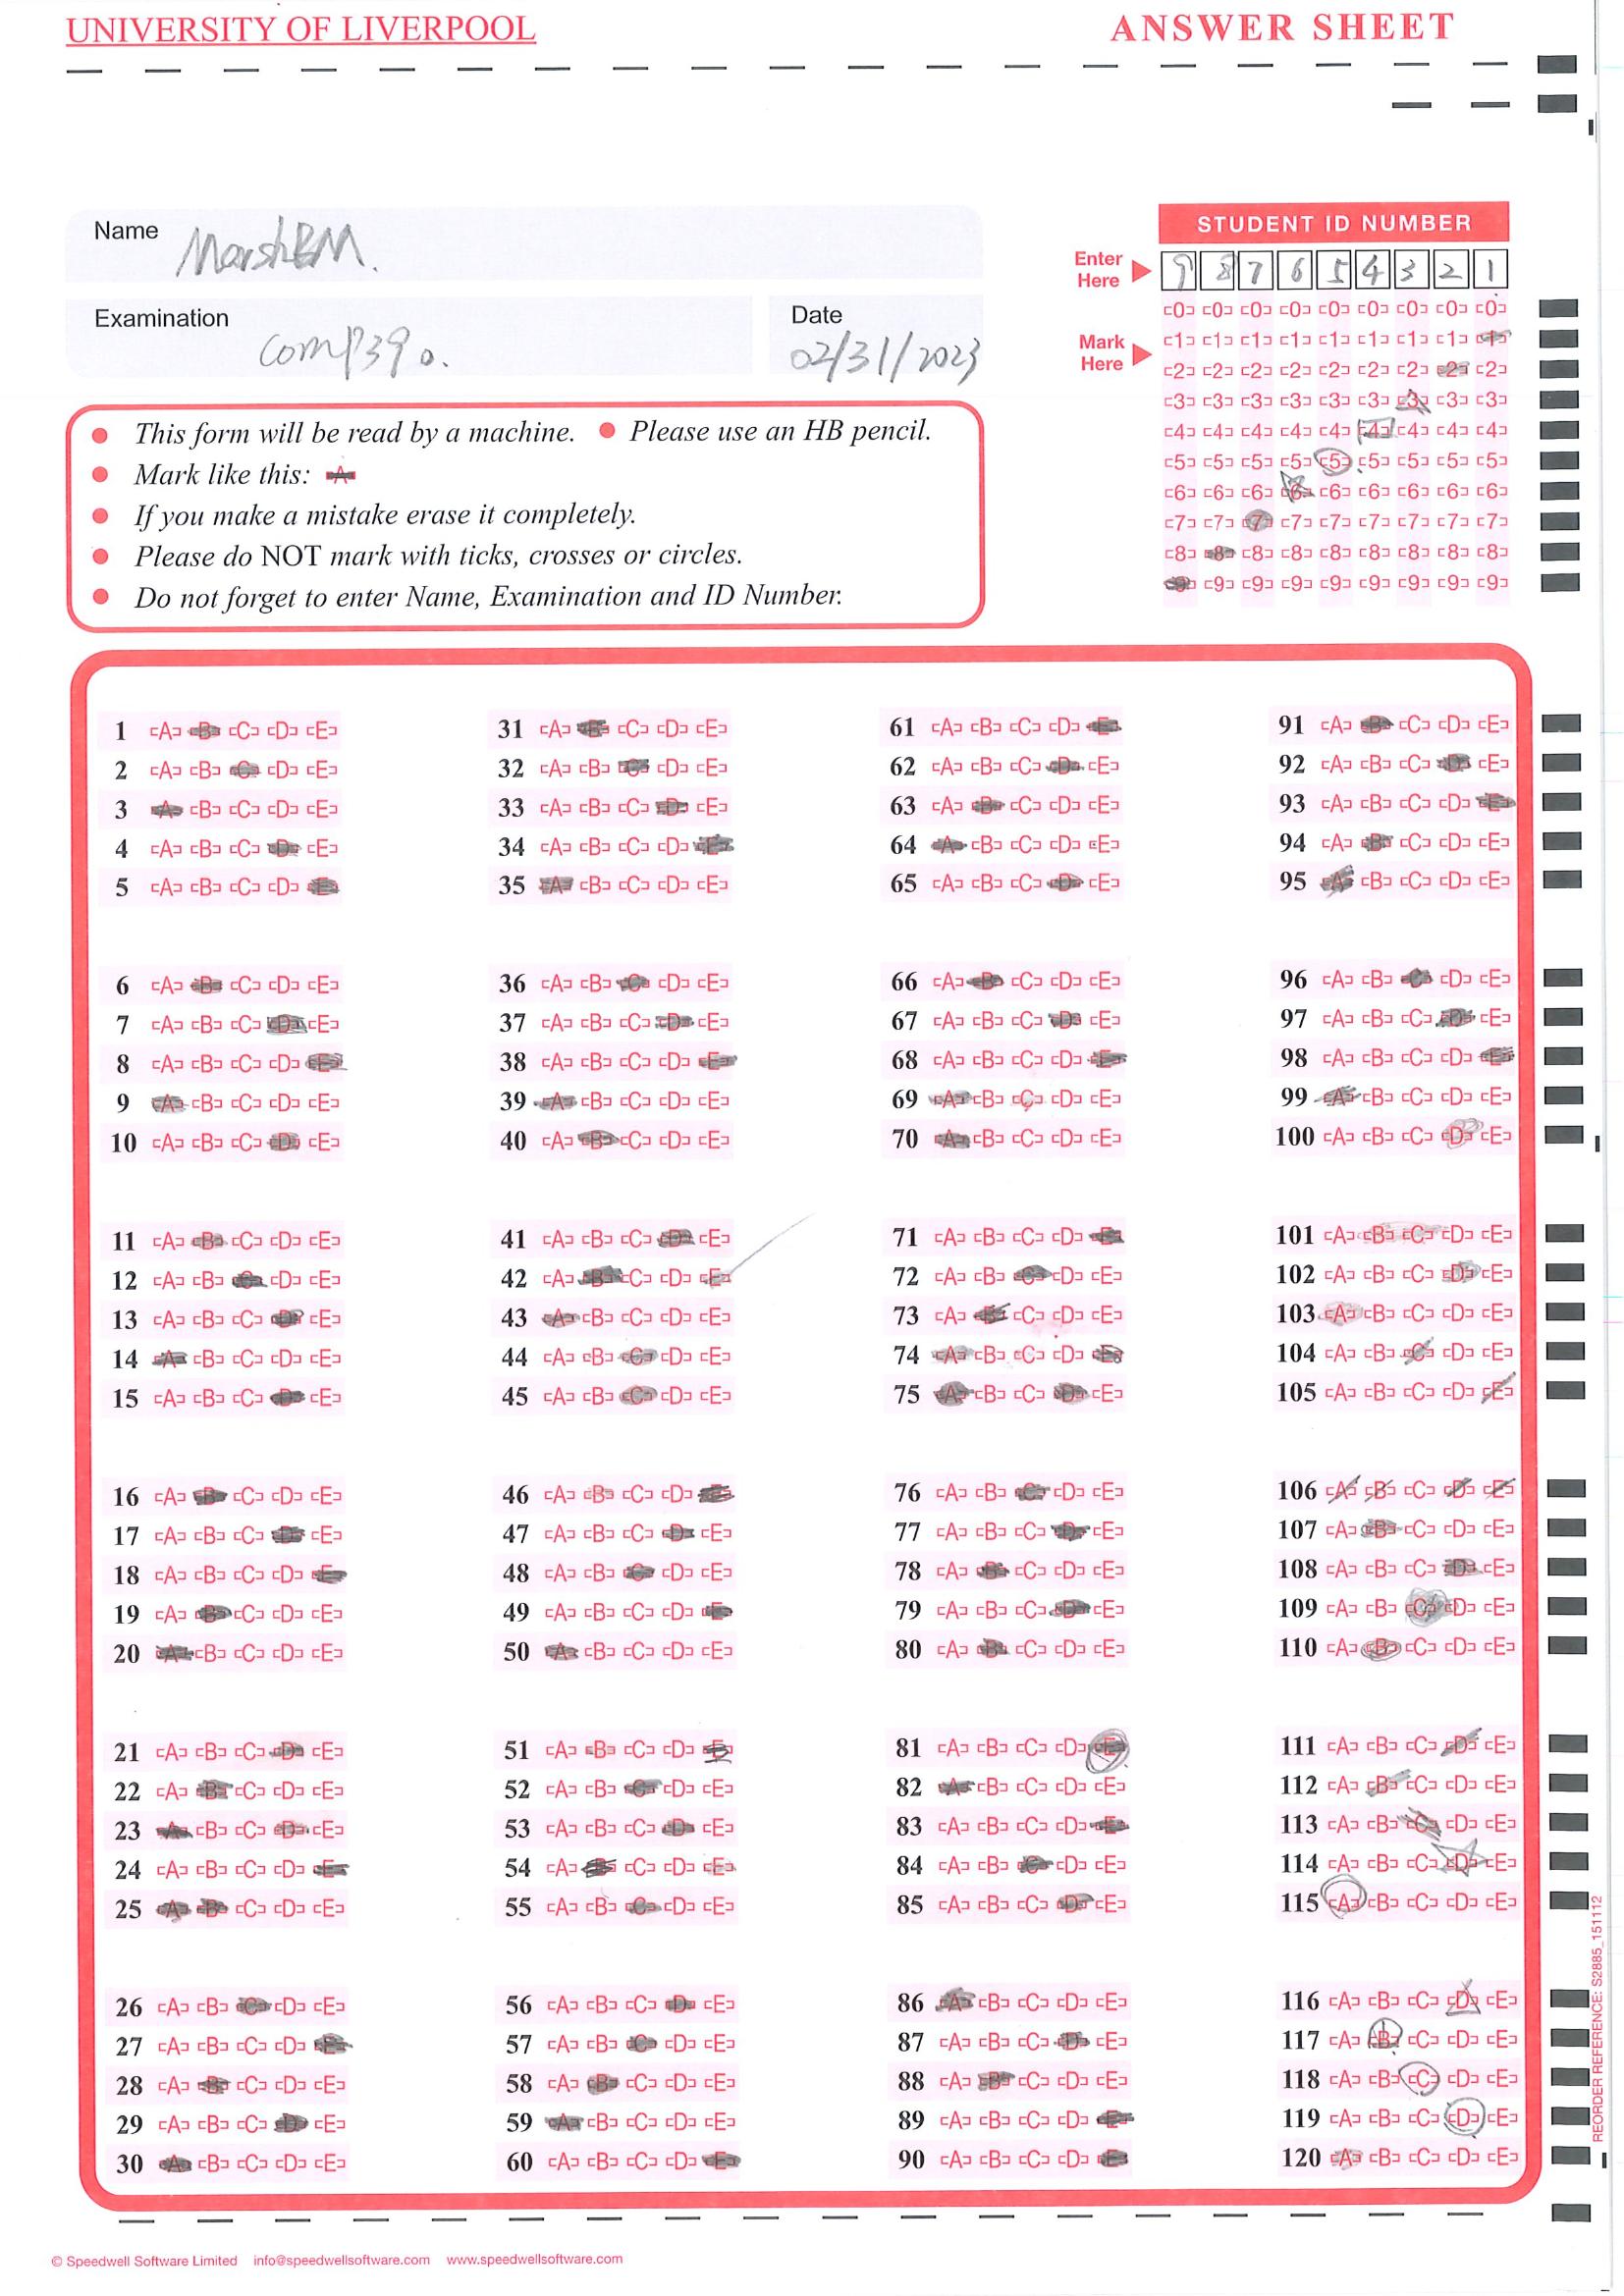 UNIVERSITY OF LIVERPOOL
ANSWER SHEET
Name MarshBM.
Examination comp390.
Date 02/31/2023
STUDENT ID NUMBER
Enter Here 9 8 7 6 5 4 3 2 1
Mark Here
[0] [0] [0] [0] [0] [0] [0] [0] [0]
[1] [1] [1] [1] [1] [1] [1] [1] [1]
[2] [2] [2] [2] [2] [2] [2] [2] [2]
[3] [3] [3] [3] [3] [3] [3] [3] [3]
[4] [4] [4] [4] [4] [4] [4] [4] [4]
[5] [5] [5] [5] [5] [5] [5] [5] [5]
[6] [6] [6] [6] [6] [6] [6] [6] [6]
[7] [7] [7] [7] [7] [7] [7] [7] [7]
[8] [8] [8] [8] [8] [8] [8] [8] [8]
[9] [9] [9] [9] [9] [9] [9] [9] [9]
• This form will be read by a machine. • Please use an HB pencil.
• Mark like this: [A]
• If you make a mistake erase it completely.
• Please do NOT mark with ticks, crosses or circles.
• Do not forget to enter Name, Examination and ID Number.
1 [A] [B] [C] [D] [E]
2 [A] [B] [C] [D] [E]
3 [A] [B] [C] [D] [E]
4 [A] [B] [C] [D] [E]
5 [A] [B] [C] [D] [E]
6 [A] [B] [C] [D] [E]
7 [A] [B] [C] [D] [E]
8 [A] [B] [C] [D] [E]
9 [A] [B] [C] [D] [E]
10 [A] [B] [C] [D] [E]
11 [A] [B] [C] [D] [E]
12 [A] [B] [C] [D] [E]
13 [A] [B] [C] [D] [E]
14 [A] [B] [C] [D] [E]
15 [A] [B] [C] [D] [E]
16 [A] [B] [C] [D] [E]
17 [A] [B] [C] [D] [E]
18 [A] [B] [C] [D] [E]
19 [A] [B] [C] [D] [E]
20 [A] [B] [C] [D] [E]
21 [A] [B] [C] [D] [E]
22 [A] [B] [C] [D] [E]
23 [A] [B] [C] [D] [E]
24 [A] [B] [C] [D] [E]
25 [A] [B] [C] [D] [E]
26 [A] [B] [C] [D] [E]
27 [A] [B] [C] [D] [E]
28 [A] [B] [C] [D] [E]
29 [A] [B] [C] [D] [E]
30 [A] [B] [C] [D] [E]
31 [A] [B] [C] [D] [E]
32 [A] [B] [C] [D] [E]
33 [A] [B] [C] [D] [E]
34 [A] [B] [C] [D] [E]
35 [A] [B] [C] [D] [E]
36 [A] [B] [C] [D] [E]
37 [A] [B] [C] [D] [E]
38 [A] [B] [C] [D] [E]
39 [A] [B] [C] [D] [E]
40 [A] [B] [C] [D] [E]
41 [A] [B] [C] [D] [E]
42 [A] [B] [C] [D] [E]
43 [A] [B] [C] [D] [E]
44 [A] [B] [C] [D] [E]
45 [A] [B] [C] [D] [E]
46 [A] [B] [C] [D] [E]
47 [A] [B] [C] [D] [E]
48 [A] [B] [C] [D] [E]
49 [A] [B] [C] [D] [E]
50 [A] [B] [C] [D] [E]
51 [A] [B] [C] [D] [E]
52 [A] [B] [C] [D] [E]
53 [A] [B] [C] [D] [E]
54 [A] [B] [C] [D] [E]
55 [A] [B] [C] [D] [E]
56 [A] [B] [C] [D] [E]
57 [A] [B] [C] [D] [E]
58 [A] [B] [C] [D] [E]
59 [A] [B] [C] [D] [E]
60 [A] [B] [C] [D] [E]
61 [A] [B] [C] [D] [E]
62 [A] [B] [C] [D] [E]
63 [A] [B] [C] [D] [E]
64 [A] [B] [C] [D] [E]
65 [A] [B] [C] [D] [E]
66 [A] [B] [C] [D] [E]
67 [A] [B] [C] [D] [E]
68 [A] [B] [C] [D] [E]
69 [A] [B] [C] [D] [E]
70 [A] [B] [C] [D] [E]
71 [A] [B] [C] [D] [E]
72 [A] [B] [C] [D] [E]
73 [A] [B] [C] [D] [E]
74 [A] [B] [C] [D] [E]
75 [A] [B] [C] [D] [E]
76 [A] [B] [C] [D] [E]
77 [A] [B] [C] [D] [E]
78 [A] [B] [C] [D] [E]
79 [A] [B] [C] [D] [E]
80 [A] [B] [C] [D] [E]
81 [A] [B] [C] [D] [E]
82 [A] [B] [C] [D] [E]
83 [A] [B] [C] [D] [E]
84 [A] [B] [C] [D] [E]
85 [A] [B] [C] [D] [E]
86 [A] [B] [C] [D] [E]
87 [A] [B] [C] [D] [E]
88 [A] [B] [C] [D] [E]
89 [A] [B] [C] [D] [E]
90 [A] [B] [C] [D] [E]
91 [A] [B] [C] [D] [E]
92 [A] [B] [C] [D] [E]
93 [A] [B] [C] [D] [E]
94 [A] [B] [C] [D] [E]
95 [A] [B] [C] [D] [E]
96 [A] [B] [C] [D] [E]
97 [A] [B] [C] [D] [E]
98 [A] [B] [C] [D] [E]
99 [A] [B] [C] [D] [E]
100 [A] [B] [C] [D] [E]
101 [A] [B] [C] [D] [E]
102 [A] [B] [C] [D] [E]
103 [A] [B] [C] [D] [E]
104 [A] [B] [C] [D] [E]
105 [A] [B] [C] [D] [E]
106 [A] [B] [C] [D] [E]
107 [A] [B] [C] [D] [E]
108 [A] [B] [C] [D] [E]
109 [A] [B] [C] [D] [E]
110 [A] [B] [C] [D] [E]
111 [A] [B] [C] [D] [E]
112 [A] [B] [C] [D] [E]
113 [A] [B] [C] [D] [E]
114 [A] [B] [C] [D] [E]
115 [A] [B] [C] [D] [E]
116 [A] [B] [C] [D] [E]
117 [A] [B] [C] [D] [E]
118 [A] [B] [C] [D] [E]
119 [A] [B] [C] [D] [E]
120 [A] [B] [C] [D] [E]
REORDER REFERENCE: S2885_151112
© Speedwell Software Limited info@speedwellsoftware.com www.speedwellsoftware.com